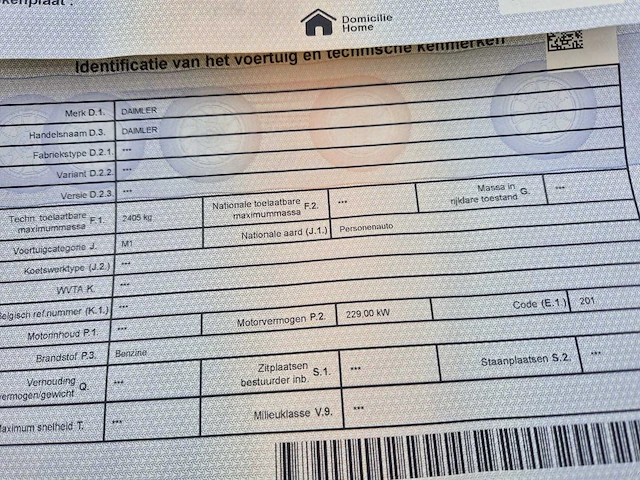 plaat :
Domicilie
Home
Identificatie van het voertuig en technische kenmerken
Merk D.1. DAIMLER
Handelsnaam D.3. DAIMLER
Fabriekstype D.2.1. ***
Variant D.2.2. ***
Versie D.2.3. ***
Techn. toelaatbare maximummassa F.1. 2405 kg Nationale toelaatbare maximummassa F.2. *** Massa in rijklare toestand G. ***
Voertuigcategorie J. M1 Nationale aard (J.1.) Personenauto
Koetswerktype (J.2.) ***
WVTA K. ***
Belgisch ref.nummer (K.1.) ***
Motorinhoud P.1. *** Motorvermogen P.2. 229,00 kW Code (E.1.) 201
Brandstof P.3. Benzine
Verhouding vermogen/gewicht Q. *** Zitplaatsen bestuurder inb. S.1. *** Staanplaatsen S.2. ***
Maximum snelheid T. *** Milieuklasse V.9. ***